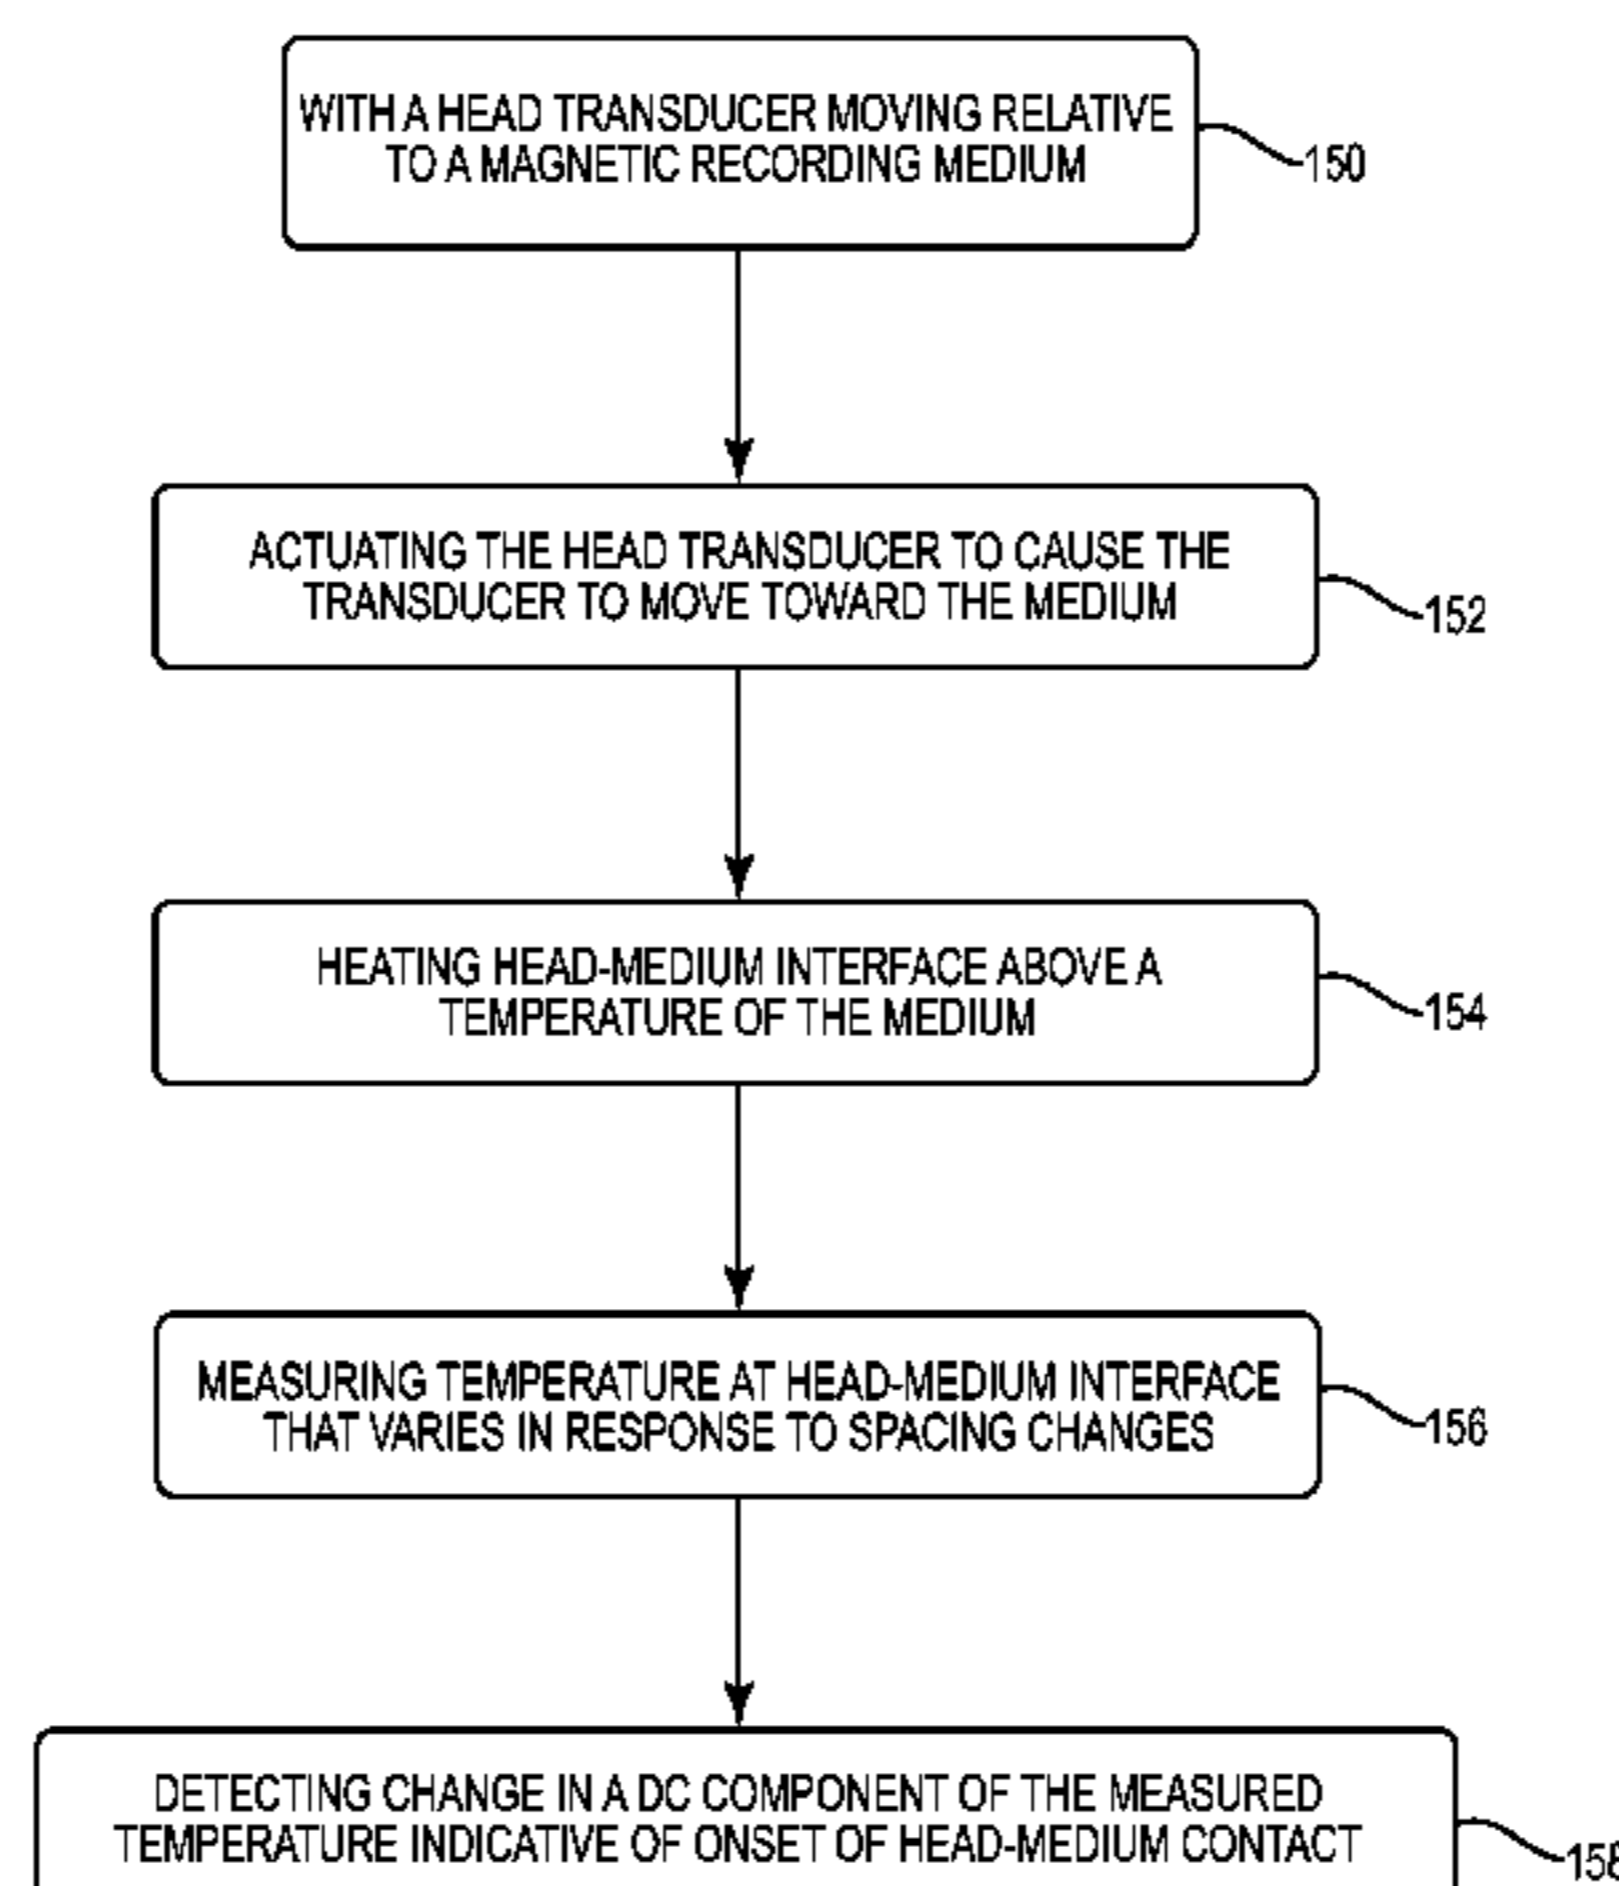 WITH A HEAD TRANSDUCER MOVING RELATIVE
TO A MAGNETIC RECORDING MEDIUM
150
ACTUATING THE HEAD TRANSDUCER TO CAUSE THE
TRANSDUCER TO MOVE TOWARD THE MEDIUM
152
HEATING HEAD-MEDIUM INTERFACE ABOVE A
TEMPERATURE OF THE MEDIUM
154
MEASURING TEMPERATURE AT HEAD-MEDIUM INTERFACE
THAT VARIES IN RESPONSE TO SPACING CHANGES
156
DETECTING CHANGE IN A DC COMPONENT OF THE MEASURED
TEMPERATURE INDICATIVE OF ONSET OF HEAD-MEDIUM CONTACT
158